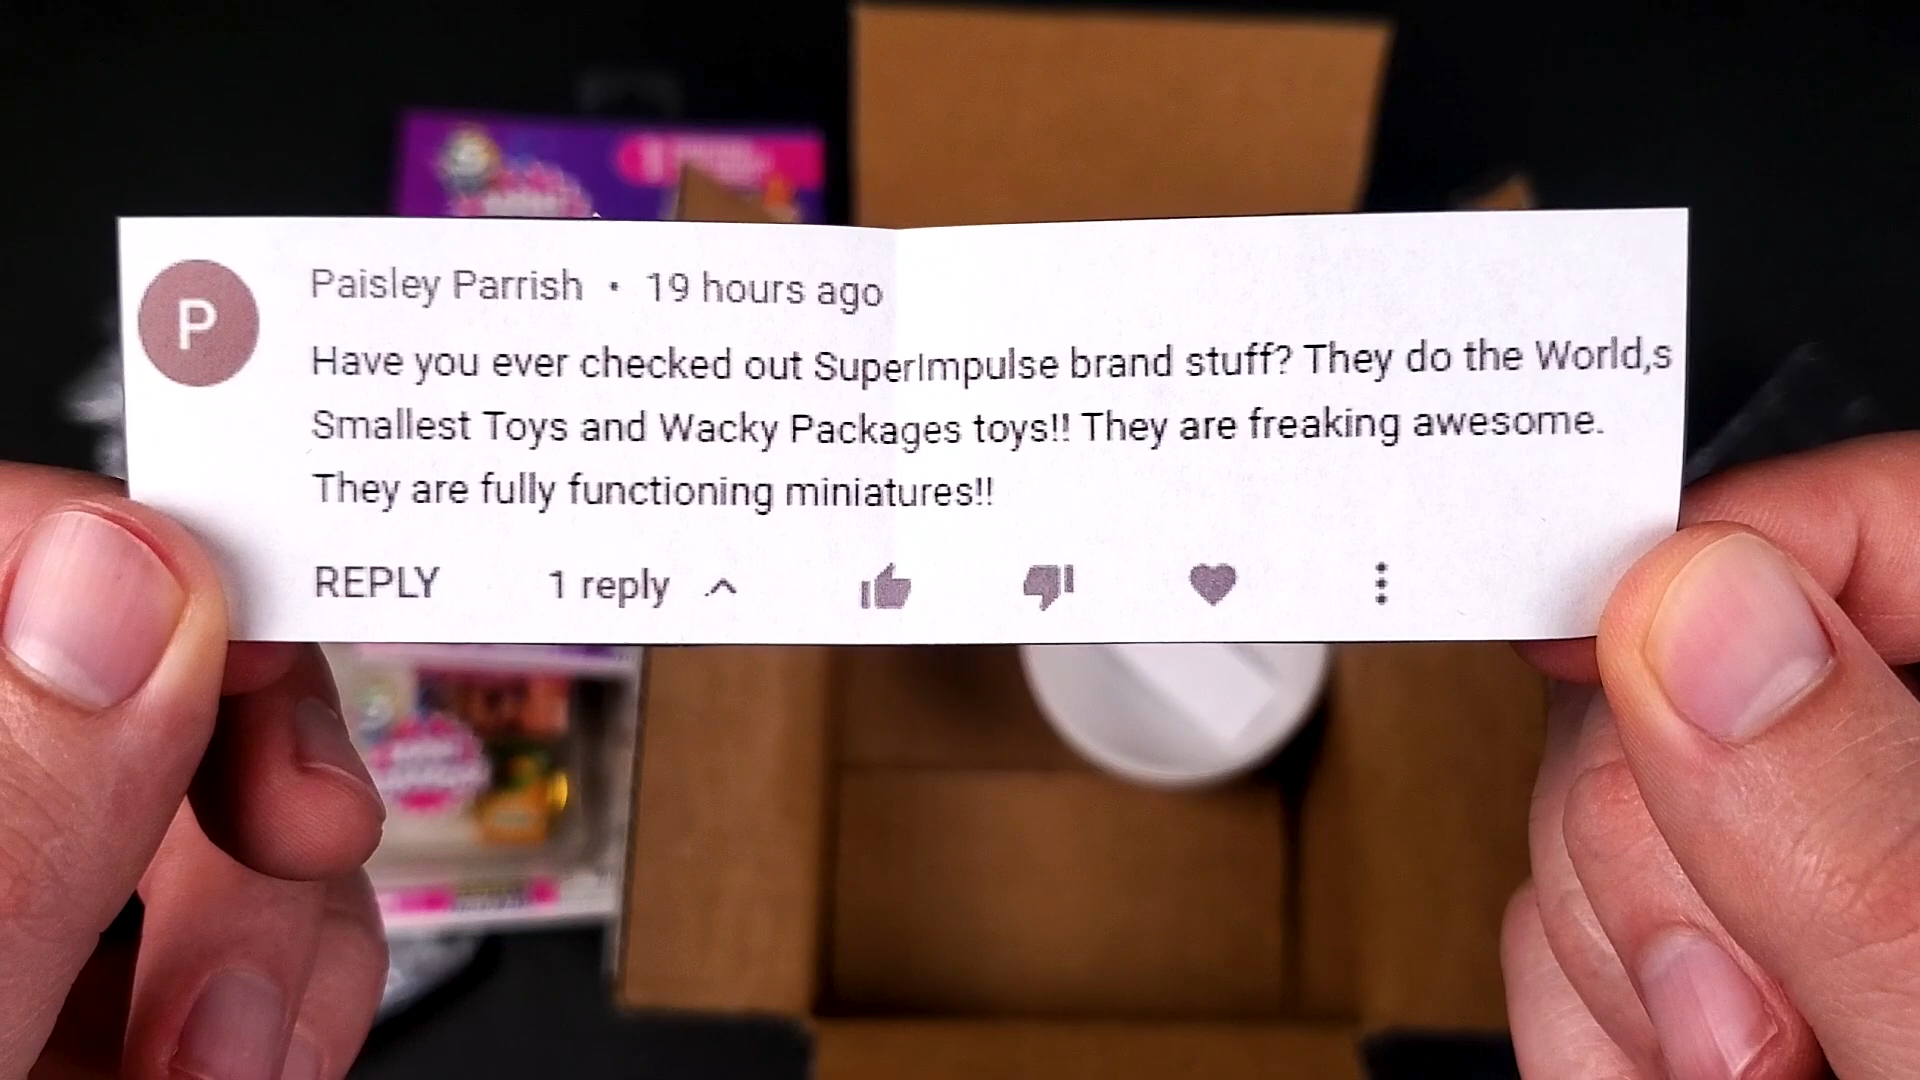 P
Paisley Parrish • 19 hours ago
Have you ever checked out SuperImpulse brand stuff? They do the World,s
Smallest Toys and Wacky Packages toys!! They are freaking awesome.
They are fully functioning miniatures!!
REPLY 1 reply